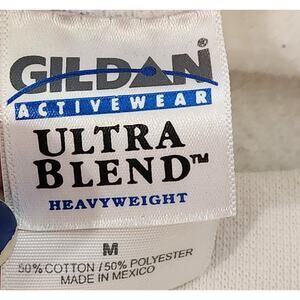 GILDAN®
ACTIVEWEAR
ULTRA
BLEND™
HEAVYWEIGHT
M
50% COTTON / 50% POLYESTER
MADE IN MEXICO